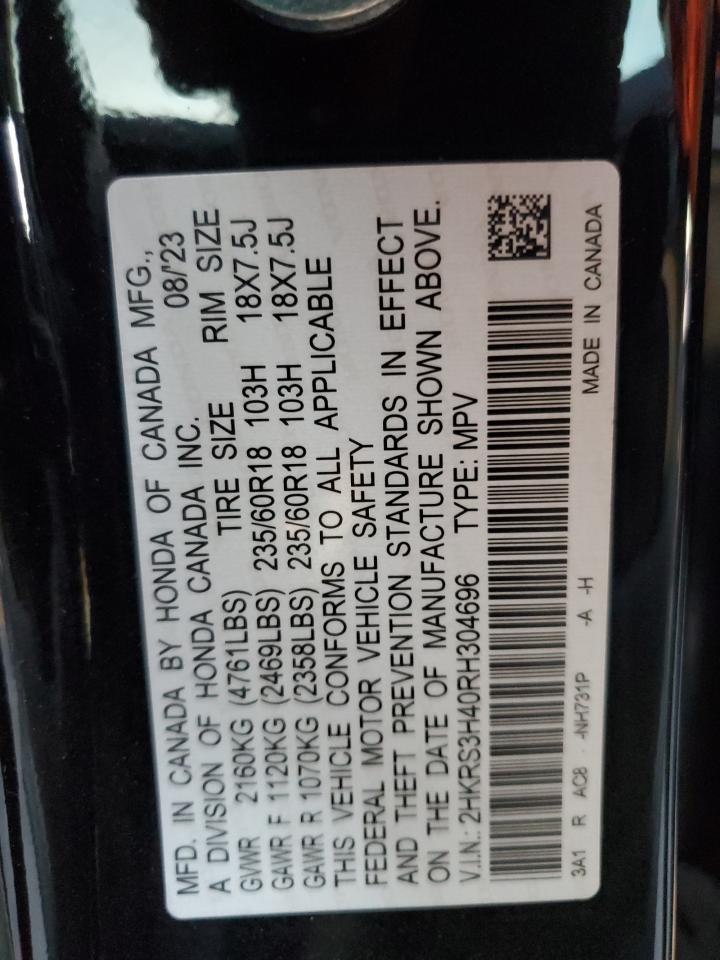 MFD. IN CANADA BY HONDA OF CANADA MFG.,
A DIVISION OF HONDA CANADA INC. 08/'23
GVWR 2160KG (4761LBS) TIRE SIZE RIM SIZE
GAWR F 1120KG (2469LBS) 235/60R18 103H 18X7.5J
GAWR R 1070KG (2358LBS) 235/60R18 103H 18X7.5J
THIS VEHICLE CONFORMS TO ALL APPLICABLE
FEDERAL MOTOR VEHICLE SAFETY
AND THEFT PREVENTION STANDARDS IN EFFECT
ON THE DATE OF MANUFACTURE SHOWN ABOVE.
V.I.N.: 2HKRS3H40RH304696 TYPE: MPV
3A1 R AC8 - -NH731P -A -H MADE IN CANADA